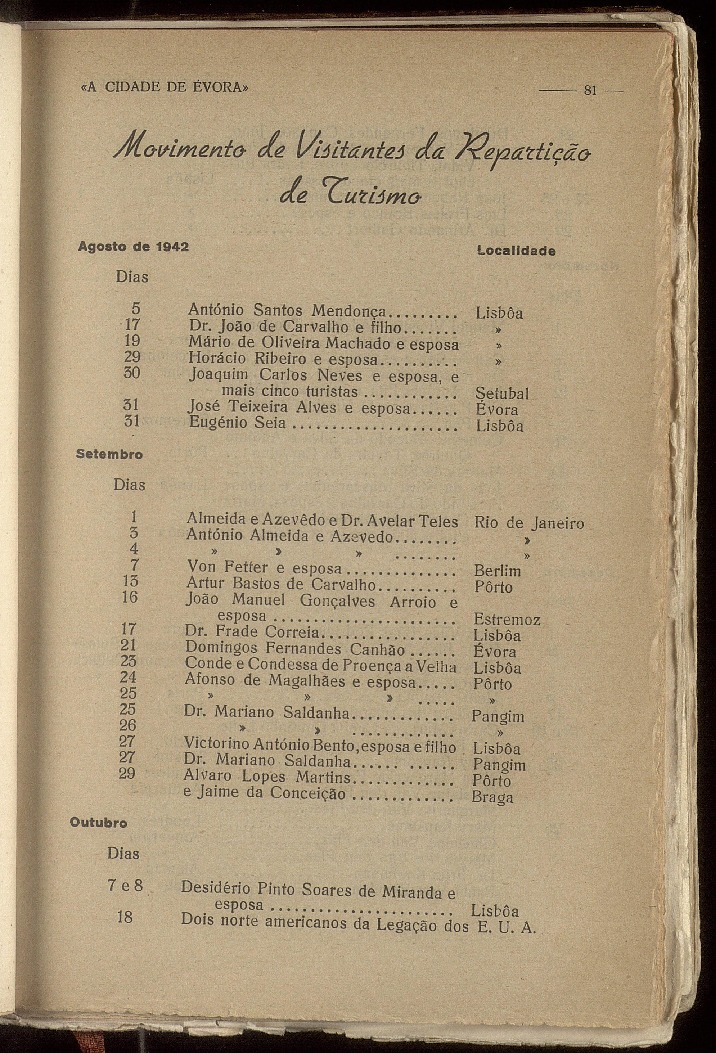 «A CIDADE DE ÉVORA» —— 81 —
Movimento de Visitantes da Repartição
de Turismo
Agosto de 1942 Localidade
Dias
5 António Santos Mendonça......... Lisbôa
17 Dr. João de Carvalho e filho....... »
19 Mário de Oliveira Machado e esposa »
29 Horácio Ribeiro e esposa.......... »
30 Joaquim Carlos Neves e esposa, e
mais cinco turistas ............ Setubal
31 José Teixeira Alves e esposa...... Évora
31 Eugénio Seia ..................... Lisbôa
Setembro
Dias
1 Almeida e Azevêdo e Dr. Avelar Teles Rio de Janeiro
3 António Almeida e Azevedo........ »
4 » » » ........ »
7 Von Fetter e esposa .............. Berlim
13 Artur Bastos de Carvalho.......... Pôrto
16 João Manuel Gonçalves Arroio e
esposa ....................... Estremoz
17 Dr. Frade Correia................. Lisbôa
21 Domingos Fernandes Canhão ...... Évora
23 Conde e Condessa de Proença a Velha Lisbôa
24 Afonso de Magalhães e esposa..... Pôrto
25 » » » ..... »
25 Dr. Mariano Saldanha............. Pangim
26 » » ............. »
27 Victorino António Bento, esposa e filho Lisbôa
27 Dr. Mariano Saldanha...... ...... Pangim
29 Alvaro Lopes Martins............. Pôrto
e Jaime da Conceição ............. Braga
Outubro
Dias
7 e 8 Desidério Pinto Soares de Miranda e
esposa ....................... Lisbôa
18 Dois norte americanos da Legação dos E. U. A.